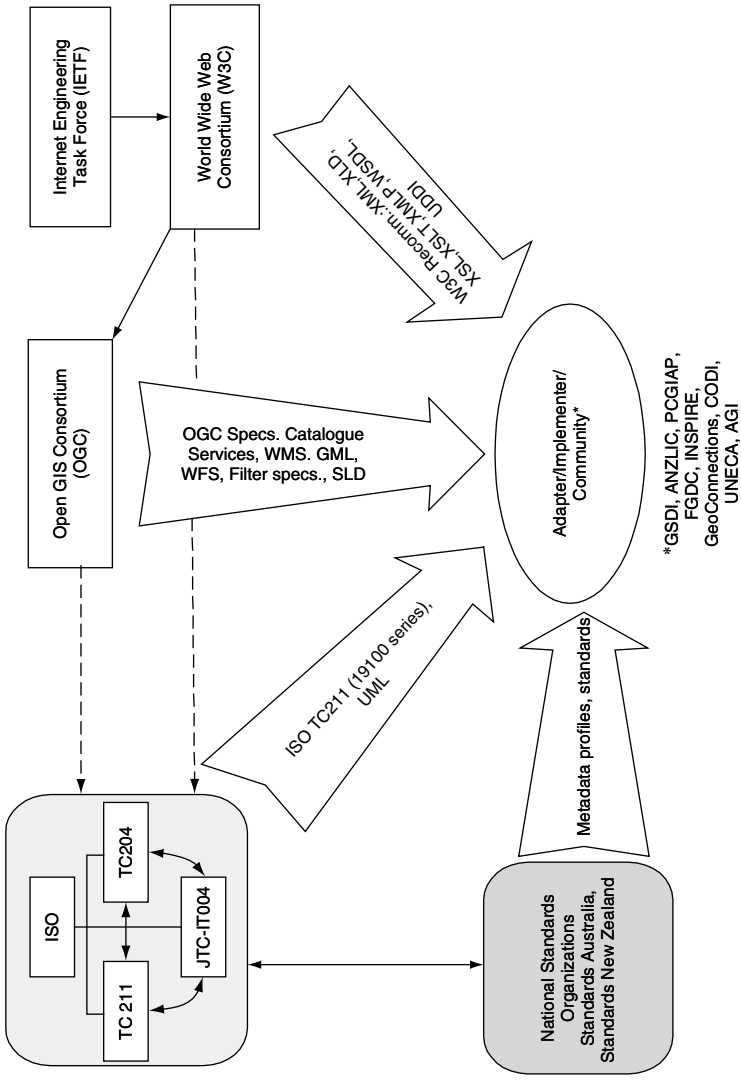 ISO
TC 211
TC204
JTC-IT004
Open GIS Consortium
(OGC)
Internet Engineering
Task Force (IETF)
World Wide Web
Consortium (W3C)
OGC Specs. Catalogue
Services, WMS. GML,
WFS, Filter specs., SLD
ISO TC211 (19100 series),
UML
W3C Recomm..XML,XLD,
XSL,XSLT,XMLP,WSDL,
UDDI
National Standards
Organizations
Standards Australia,
Standards New Zealand
Metadata profiles, standards
Adapter/Implementer/
Community*
*GSDI, ANZLIC, PCGIAP,
FGDC, INSPIRE,
GeoConnections, CODI,
UNECA, AGI